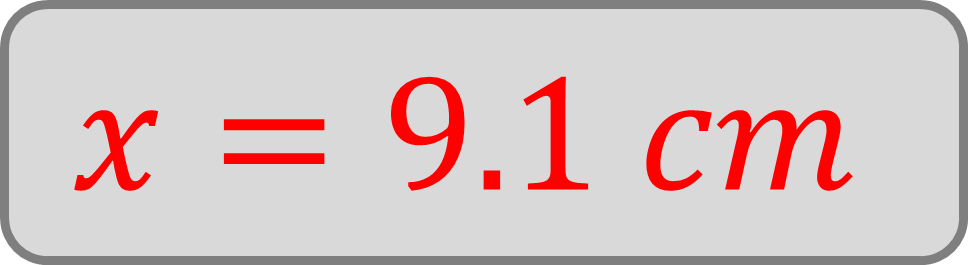 x = 9.1 cm